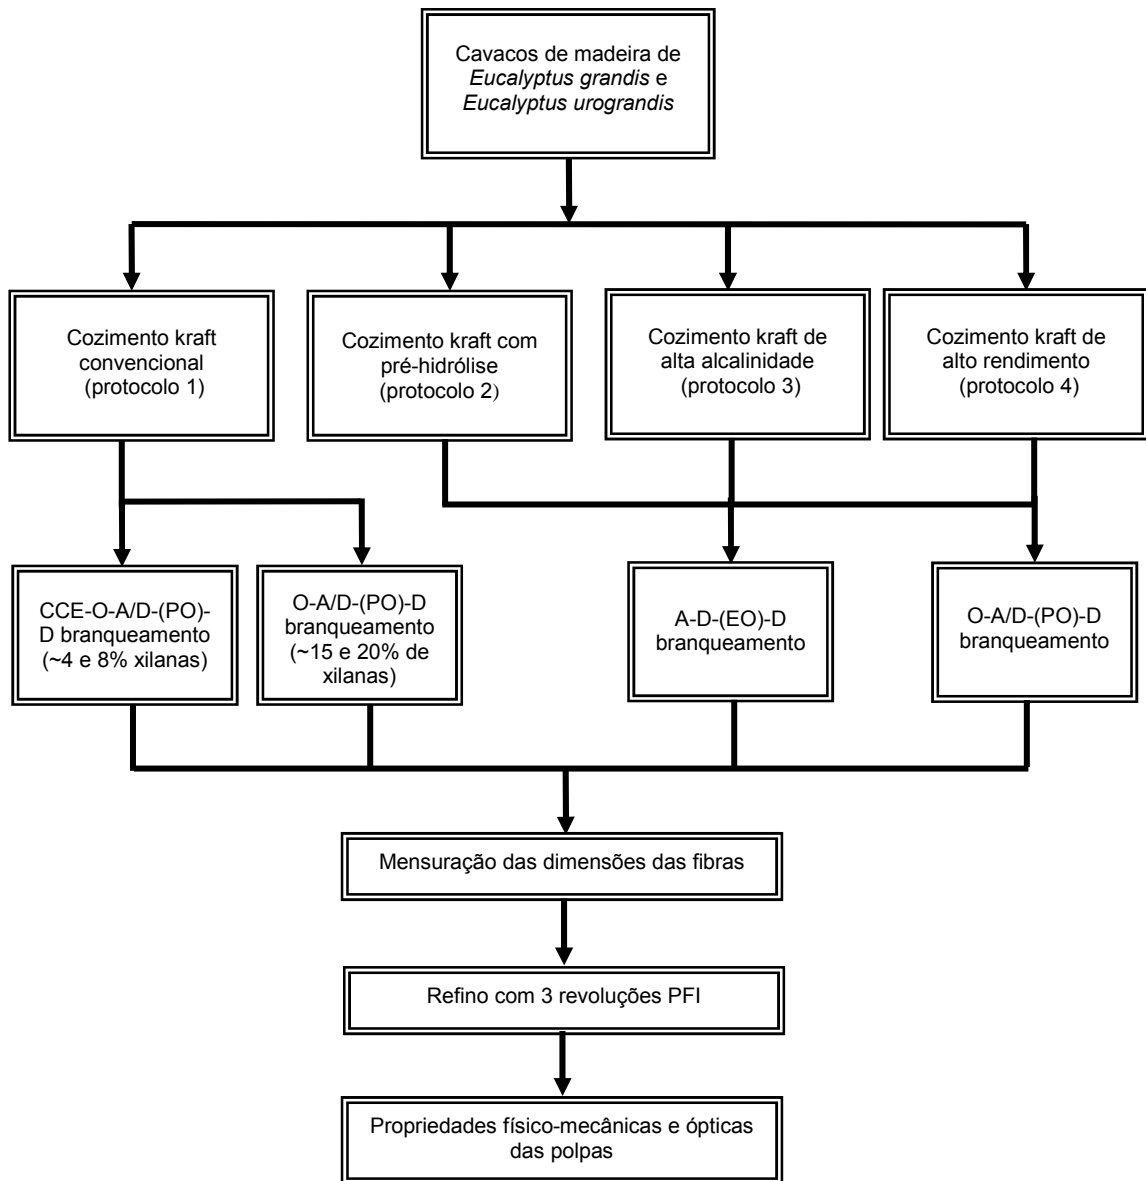 Cavacos de madeira de
Eucalyptus grandis e
Eucalyptus urograndis
Cozimento kraft
convencional
(protocolo 1)
Cozimento kraft com
pré-hidrólise
(protocolo 2)
Cozimento kraft de
alta alcalinidade
(protocolo 3)
Cozimento kraft de
alto rendimento
(protocolo 4)
CCE-O-A/D-(PO)-
D branqueamento
(~4 e 8% xilanas)
O-A/D-(PO)-D
branqueamento
(~15 e 20% de
xilanas)
A-D-(EO)-D
branqueamento
O-A/D-(PO)-D
branqueamento
Mensuração das dimensões das fibras
Refino com 3 revoluções PFI
Propriedades físico-mecânicas e ópticas
das polpas